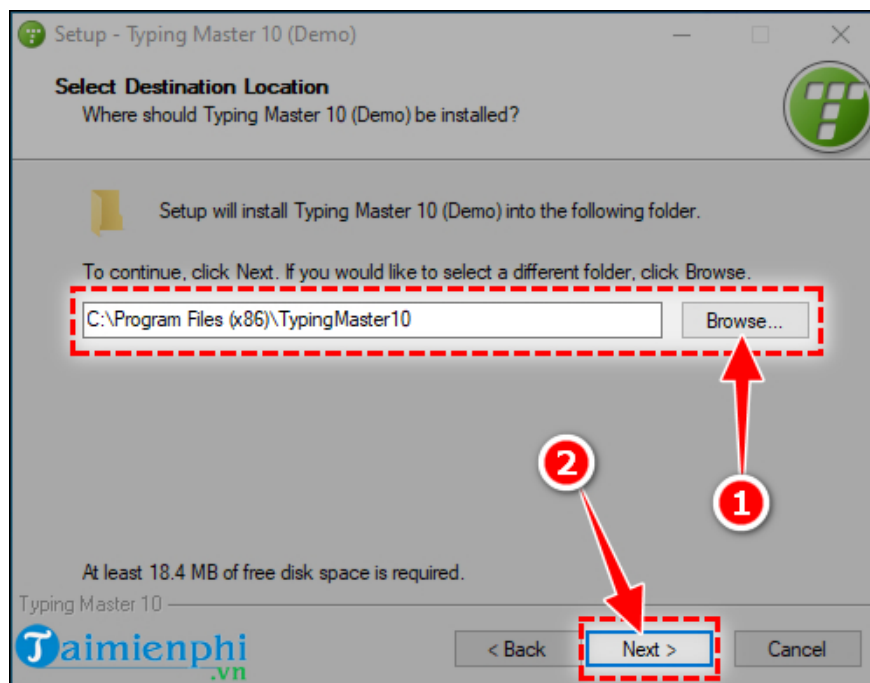 Setup - Typing Master 10 (Demo)
Select Destination Location
Where should Typing Master 10 (Demo) be installed?
Setup will install Typing Master 10 (Demo) into the following folder.
To continue, click Next. If you would like to select a different folder, click Browse.
C:\Program Files (x86)\TypingMaster10
Browse...
1
2
At least 18.4 MB of free disk space is required.
Typing Master 10
Taimienphi
.vn
< Back
Next >
Cancel